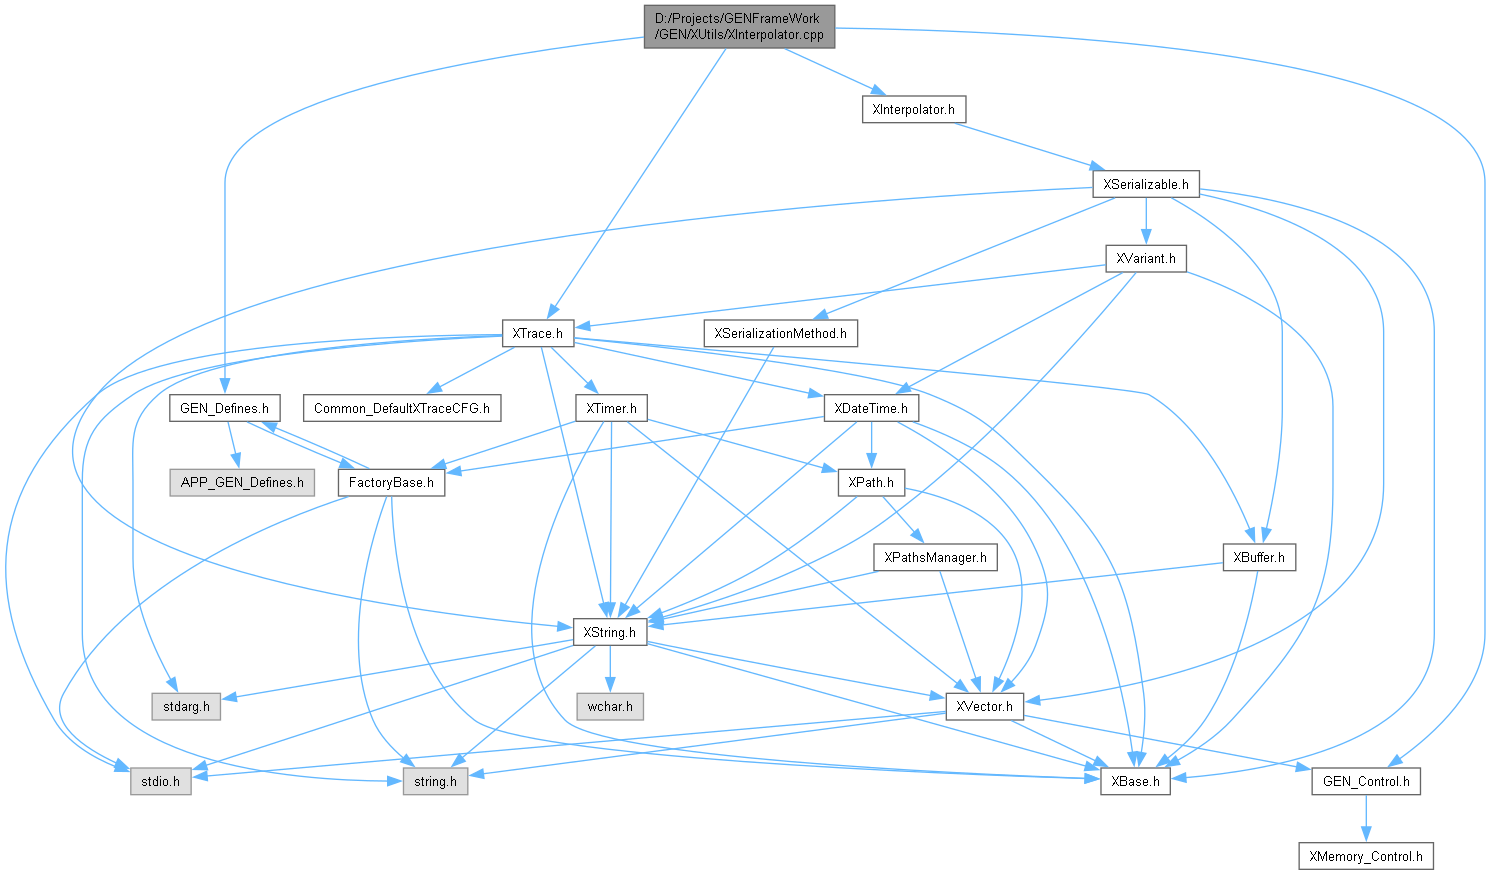 D:/Projects/GENFrameWork
/GEN/XUtils/XInterpolator.cpp
XInterpolator.h
XSerializable.h
XVariant.h
XTrace.h
XSerializationMethod.h
GEN_Defines.h
Common_DefaultXTraceCFG.h
XTimer.h
XDateTime.h
APP_GEN_Defines.h
FactoryBase.h
XPath.h
XPathsManager.h
XBuffer.h
XString.h
stdarg.h
wchar.h
XVector.h
stdio.h
string.h
XBase.h
GEN_Control.h
XMemory_Control.h